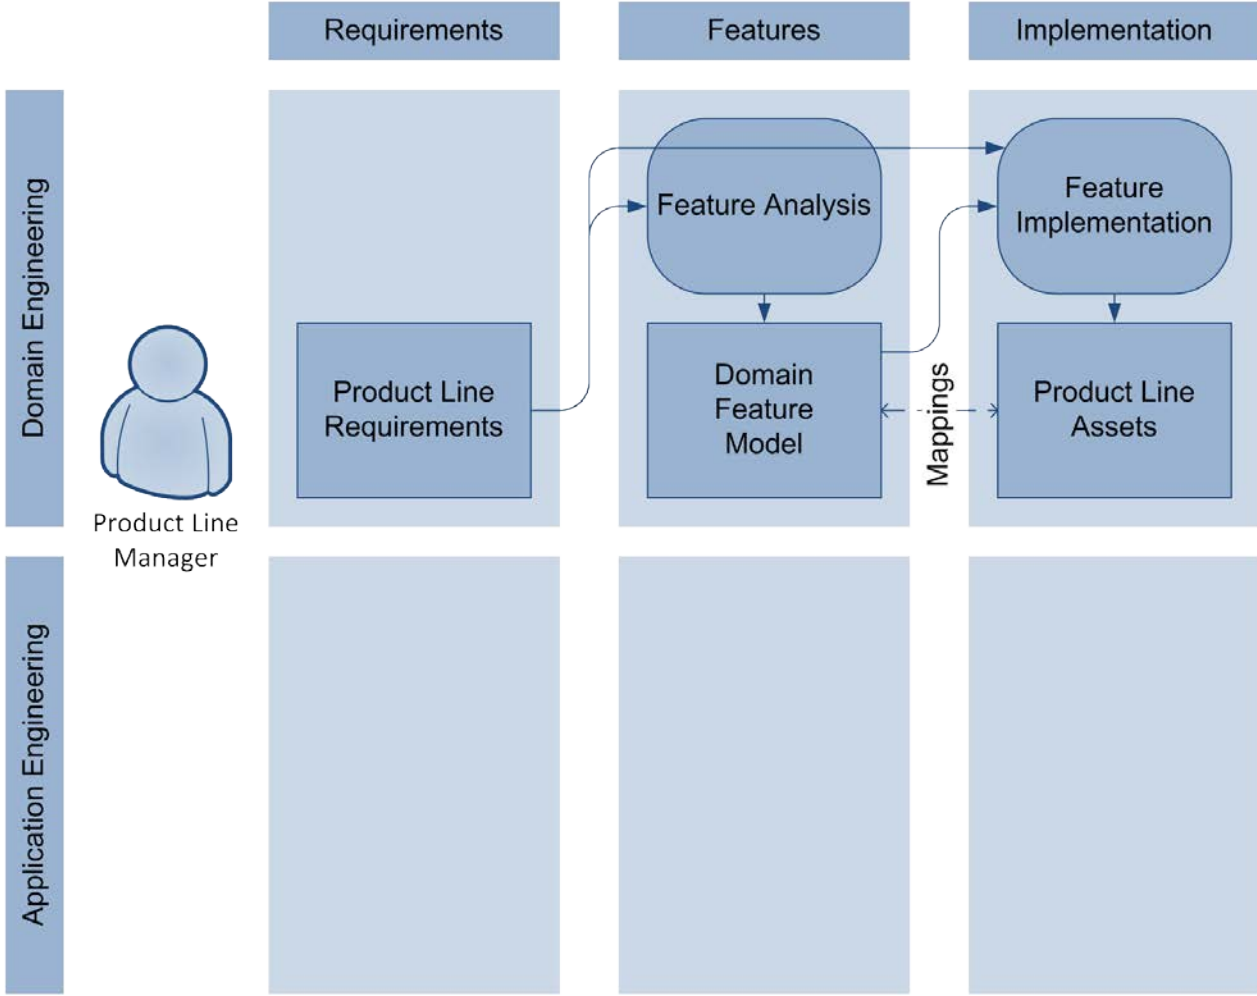 Requirements
Features
Implementation
Domain Engineering
Feature Analysis
Feature
Implementation
Product Line
Requirements
Domain
Feature
Model
Mappings
Product Line
Assets
Product Line
Manager
Application Engineering